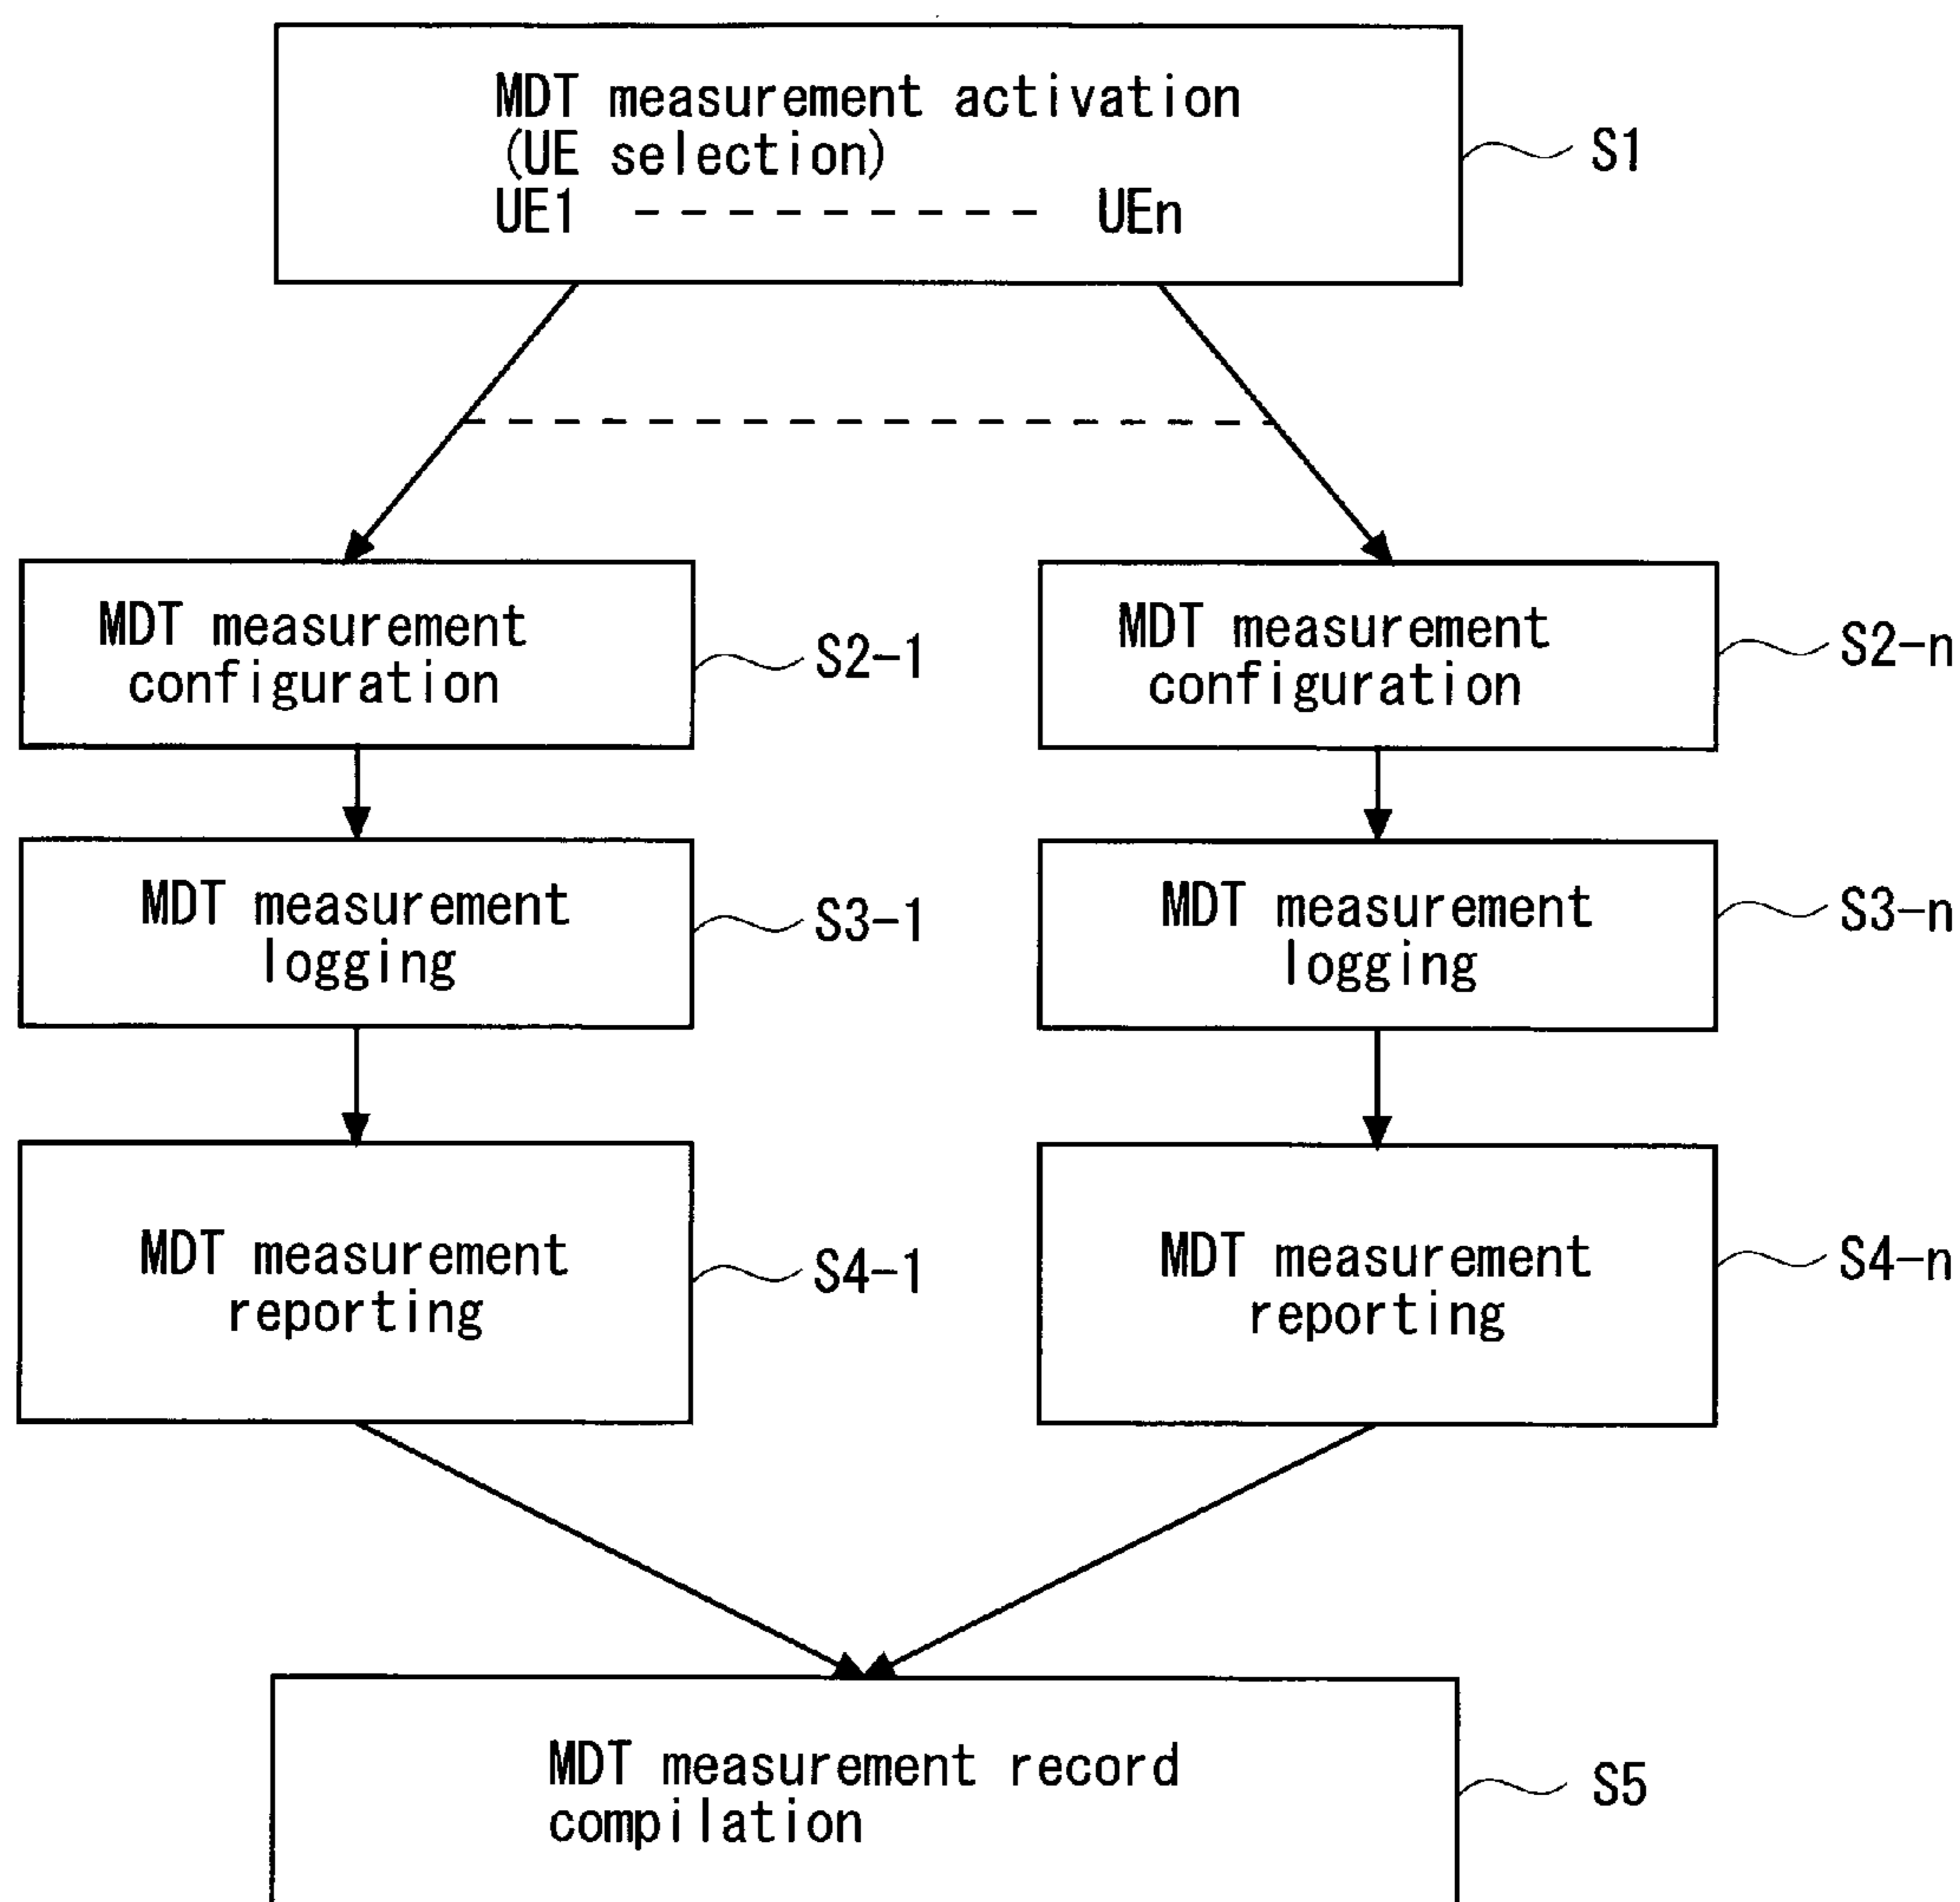 MDT measurement activation
(UE selection)
UE1 - - - - - - - - - UEn
S1
MDT measurement
configuration
S2-1
MDT measurement
configuration
S2-n
MDT measurement
logging
S3-1
MDT measurement
logging
S3-n
MDT measurement
reporting
S4-1
MDT measurement
reporting
S4-n
MDT measurement record
compilation
S5